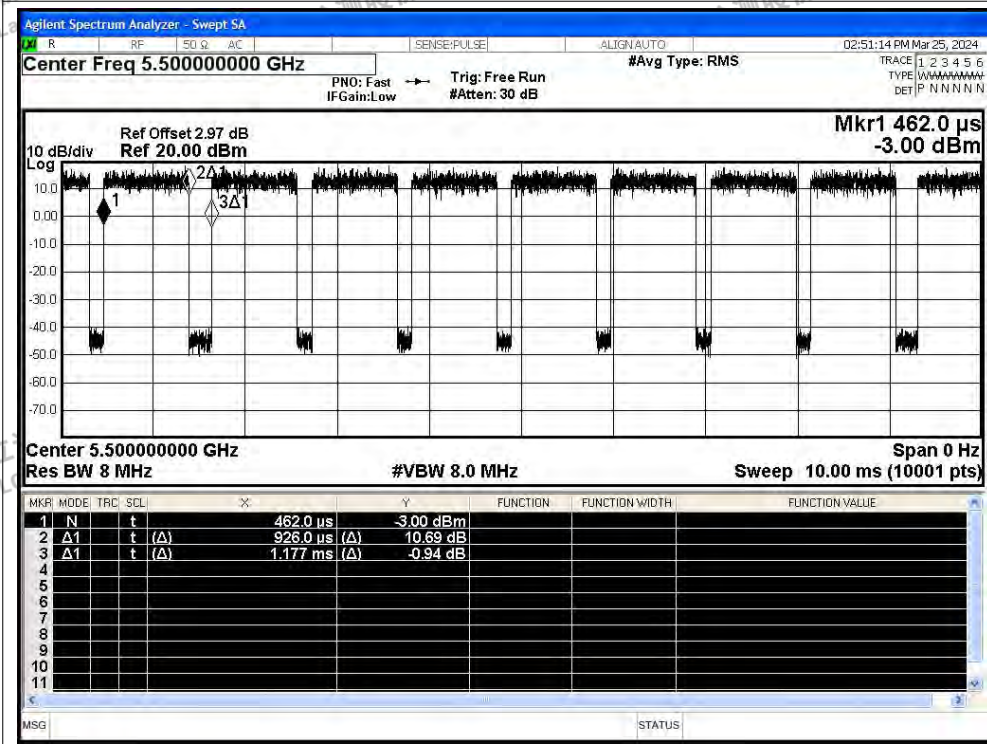 Agilent Spectrum Analyzer - Swept SA
LXI R RF 50 Ω AC SENSE:PULSE ALIGN AUTO 02:51:14 PM Mar 25, 2024
Center Freq 5.500000000 GHz #Avg Type: RMS TRACE 1 2 3 4 5 6
PNO: Fast Trig: Free Run TYPE WWWWWW
IFGain:Low #Atten: 30 dB DET P N N N N N
Mkr1 462.0 µs
Ref Offset 2.97 dB
10 dB/div Ref 20.00 dBm -3.00 dBm
Log
10.0
2Δ1
1
3Δ1
0.00
-10.0
-20.0
-30.0
-40.0
-50.0
-60.0
-70.0
Center 5.500000000 GHz Span 0 Hz
Res BW 8 MHz #VBW 8.0 MHz Sweep 10.00 ms (10001 pts)
MKR MODE TRC SCL X Y FUNCTION FUNCTION WIDTH FUNCTION VALUE
1 N t 462.0 µs -3.00 dBm
2 Δ1 t (Δ) 926.0 µs (Δ) 10.69 dB
3 Δ1 t (Δ) 1.177 ms (Δ) -0.94 dB
4
5
6
7
8
9
10
11
MSG STATUS